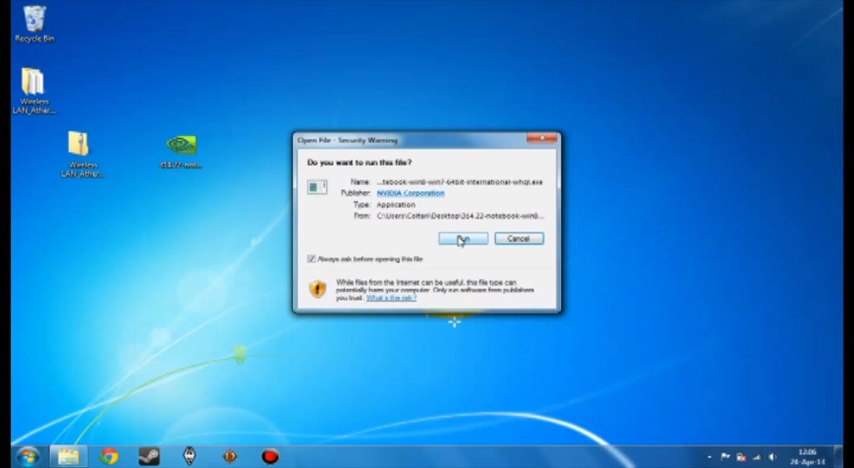 Recycle Bin
Wireless
LAN_Ather...
Wireless
LAN_Ather...
Open File - Security Warning
Do you want to run this file?
Name: ...tebook-win8-win7-64bit-international-whql.exe
Publisher: NVIDIA Corporation
Type: Application
From: C:\Users\Coltan\Desktop\314.22-notebook-win8...
Run
Cancel
Always ask before opening this file
While files from the Internet can be useful, this file type can
potentially harm your computer. Only run software from publishers
you trust. What's the risk?
12:06